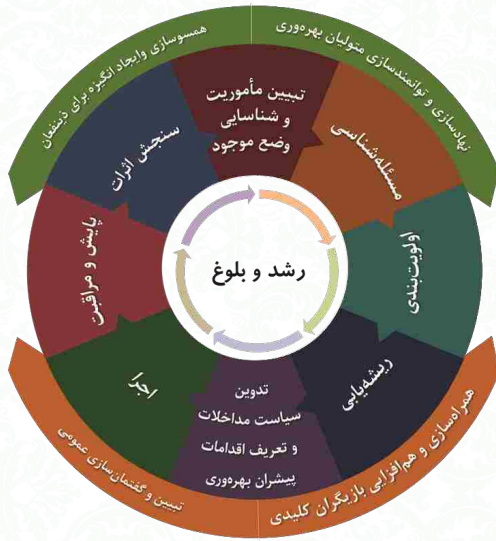 همسوسازی وایجاد انگیزه برای ذینفعان
نهادسازی و توانمندسازی متولیان بهره‌وری
تبیین مأموریت
و شناسایی
وضع موجود
مسئله‌شناسی
اولویت‌بندی
ریشه‌یابی
تدوین
سیاست مداخلات
و تعریف اقدامات
پیشران بهره‌وری
اجرا
پایش و مراقبت
سنجش اثرات
رشد و بلوغ
همراه‌سازی و هم‌افزایی بازیگران کلیدی
تبیین و گفتمان‌سازی عمومی